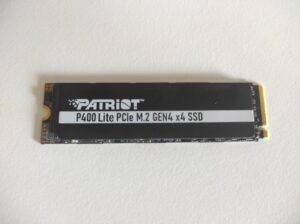 PATRIOT
P400 Lite PCIe M.2 GEN4 x4 SSD